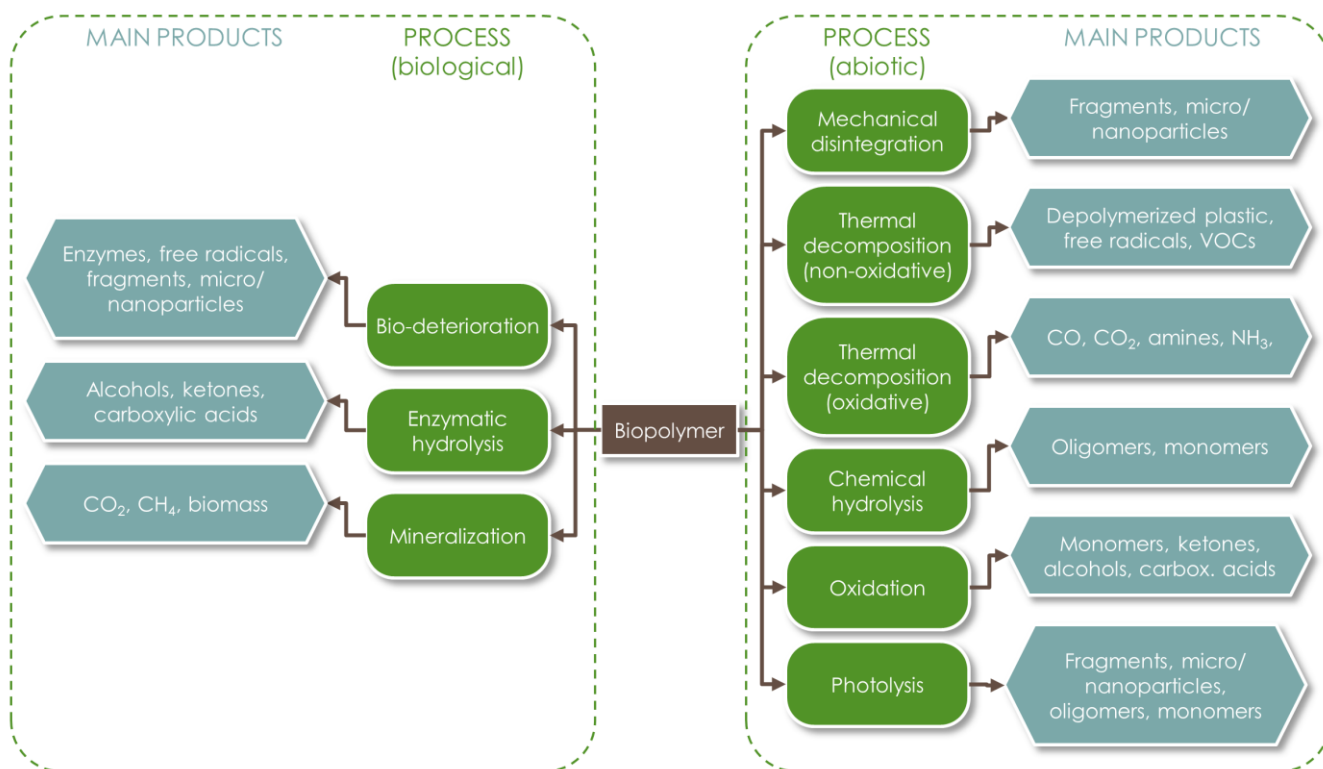 MAIN PRODUCTS
PROCESS
(biological)
Enzymes, free radicals,
fragments, micro/
nanoparticles
Bio-deterioration
Alcohols, ketones,
carboxylic acids
Enzymatic
hydrolysis
CO₂, CH₄, biomass
Mineralization
Biopolymer
PROCESS
(abiotic)
MAIN PRODUCTS
Mechanical
disintegration
Fragments, micro/
nanoparticles
Thermal
decomposition
(non-oxidative)
Depolymerized plastic,
free radicals, VOCs
Thermal
decomposition
(oxidative)
CO, CO₂, amines, NH₃,
Chemical
hydrolysis
Oligomers, monomers
Oxidation
Monomers, ketones,
alcohols, carbox. acids
Photolysis
Fragments, micro/
nanoparticles,
oligomers, monomers